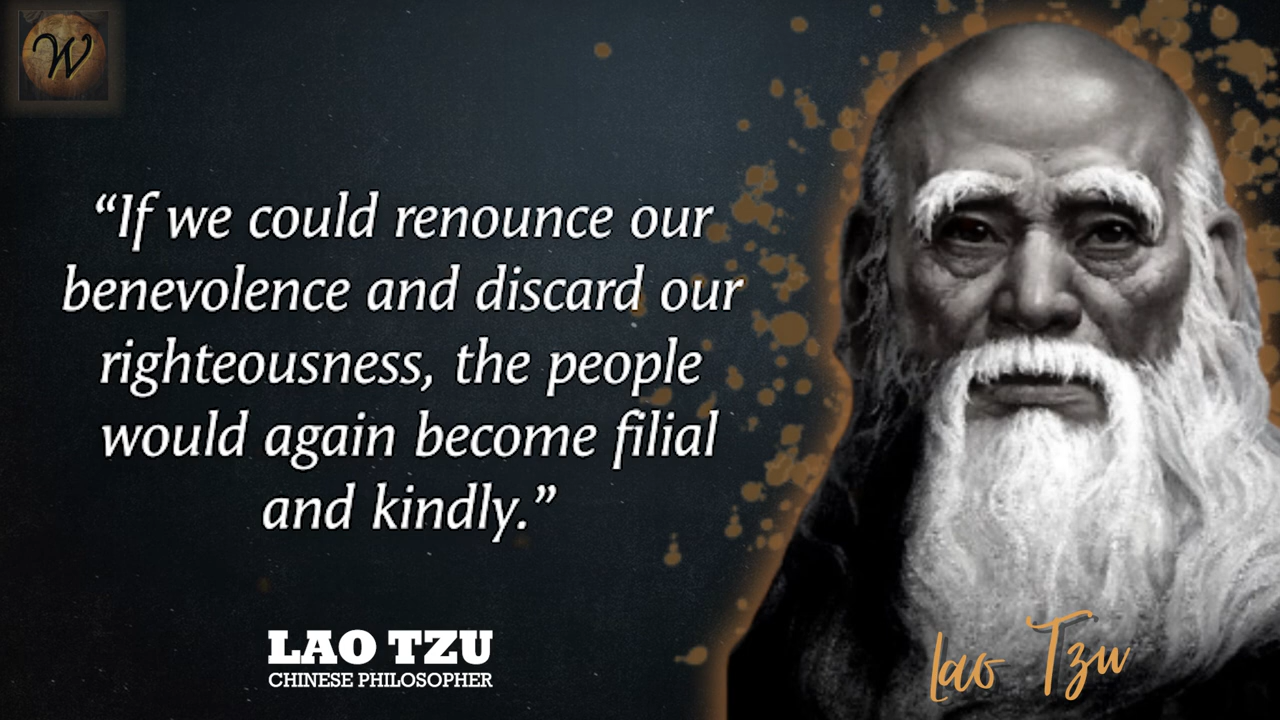 W
“If we could renounce our
benevolence and discard our
righteousness, the people
would again become filial
and kindly.”
LAO TZU
CHINESE PHILOSOPHER
Lao Tzu